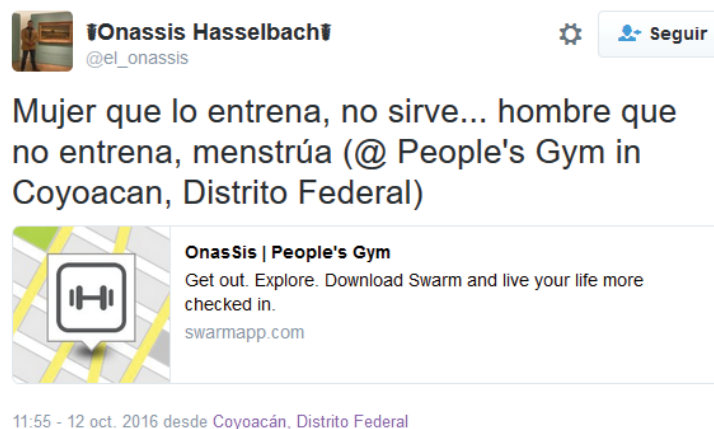 Onassis Hasselbach
@el_onassis
Seguir
Mujer que lo entrena, no sirve... hombre que
no entrena, menstrúa (@ People's Gym in
Coyoacan, Distrito Federal)
Onas$is | People's Gym
Get out. Explore. Download Swarm and live your life more
checked in.
swarmapp.com
11:55 - 12 oct. 2016 desde Coyoacán, Distrito Federal